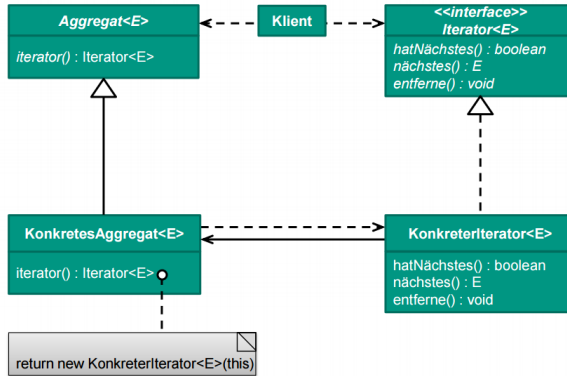 Aggregat<E>
iterator() : Iterator<E>
Klient
<<interface>>
Iterator<E>
hatNächstes() : boolean
nächstes() : E
entferne() : void
KonkretesAggregat<E>
iterator() : Iterator<E>
KonkreterIterator<E>
hatNächstes() : boolean
nächstes() : E
entferne() : void
return new KonkreterIterator<E>(this)